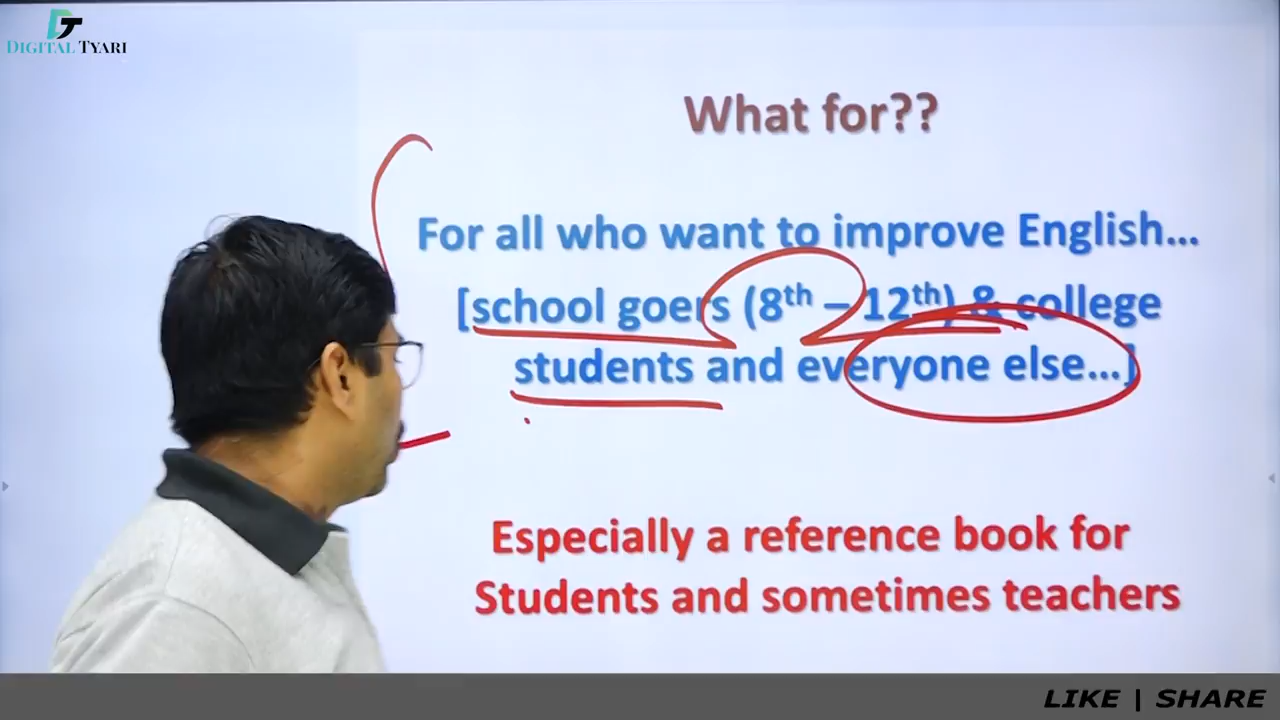 DIGITAL TYARI
What for??
For all who want to improve English...
[school goers (8th – 12th) & college
students and everyone else...]
Especially a reference book for
Students and sometimes teachers
LIKE | SHARE